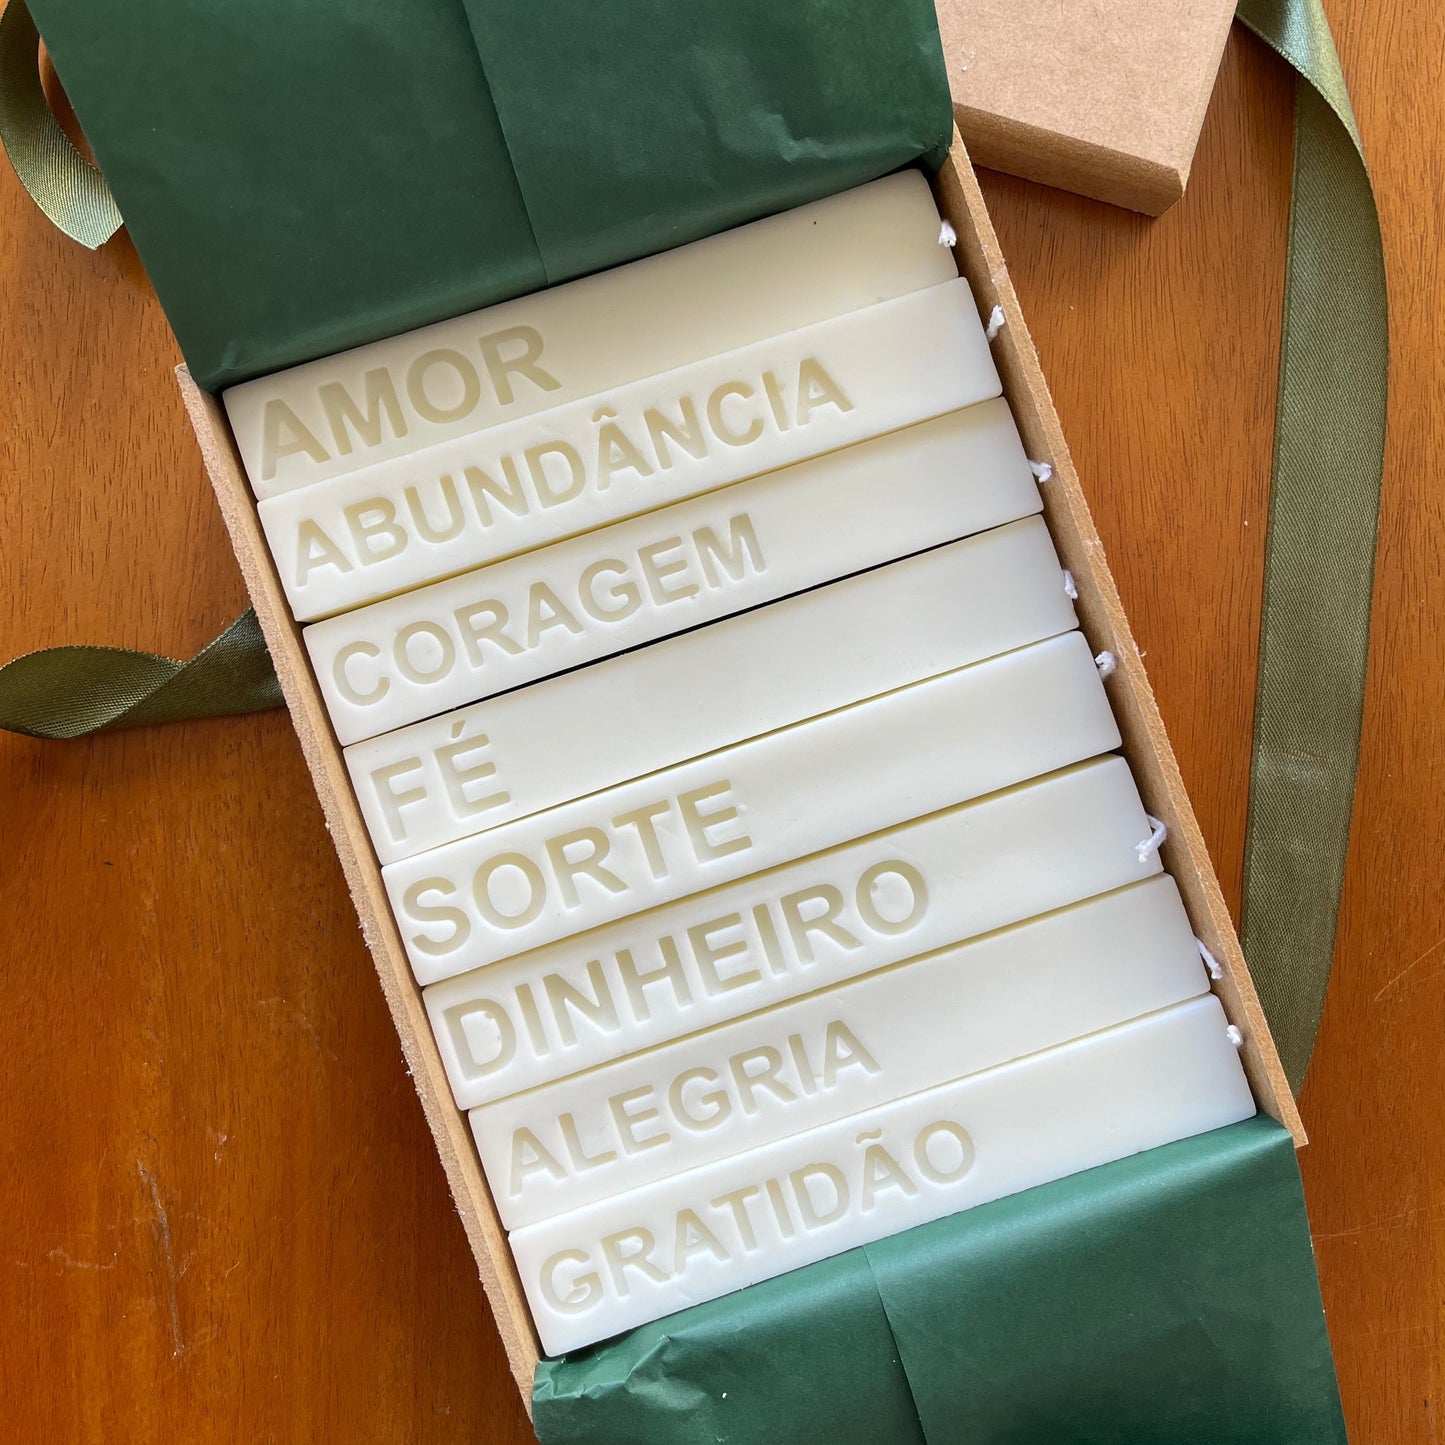 AMOR
ABUNDÂNCIA
CORAGEM
FÉ
SORTE
DINHEIRO
ALEGRIA
GRATIDÃO